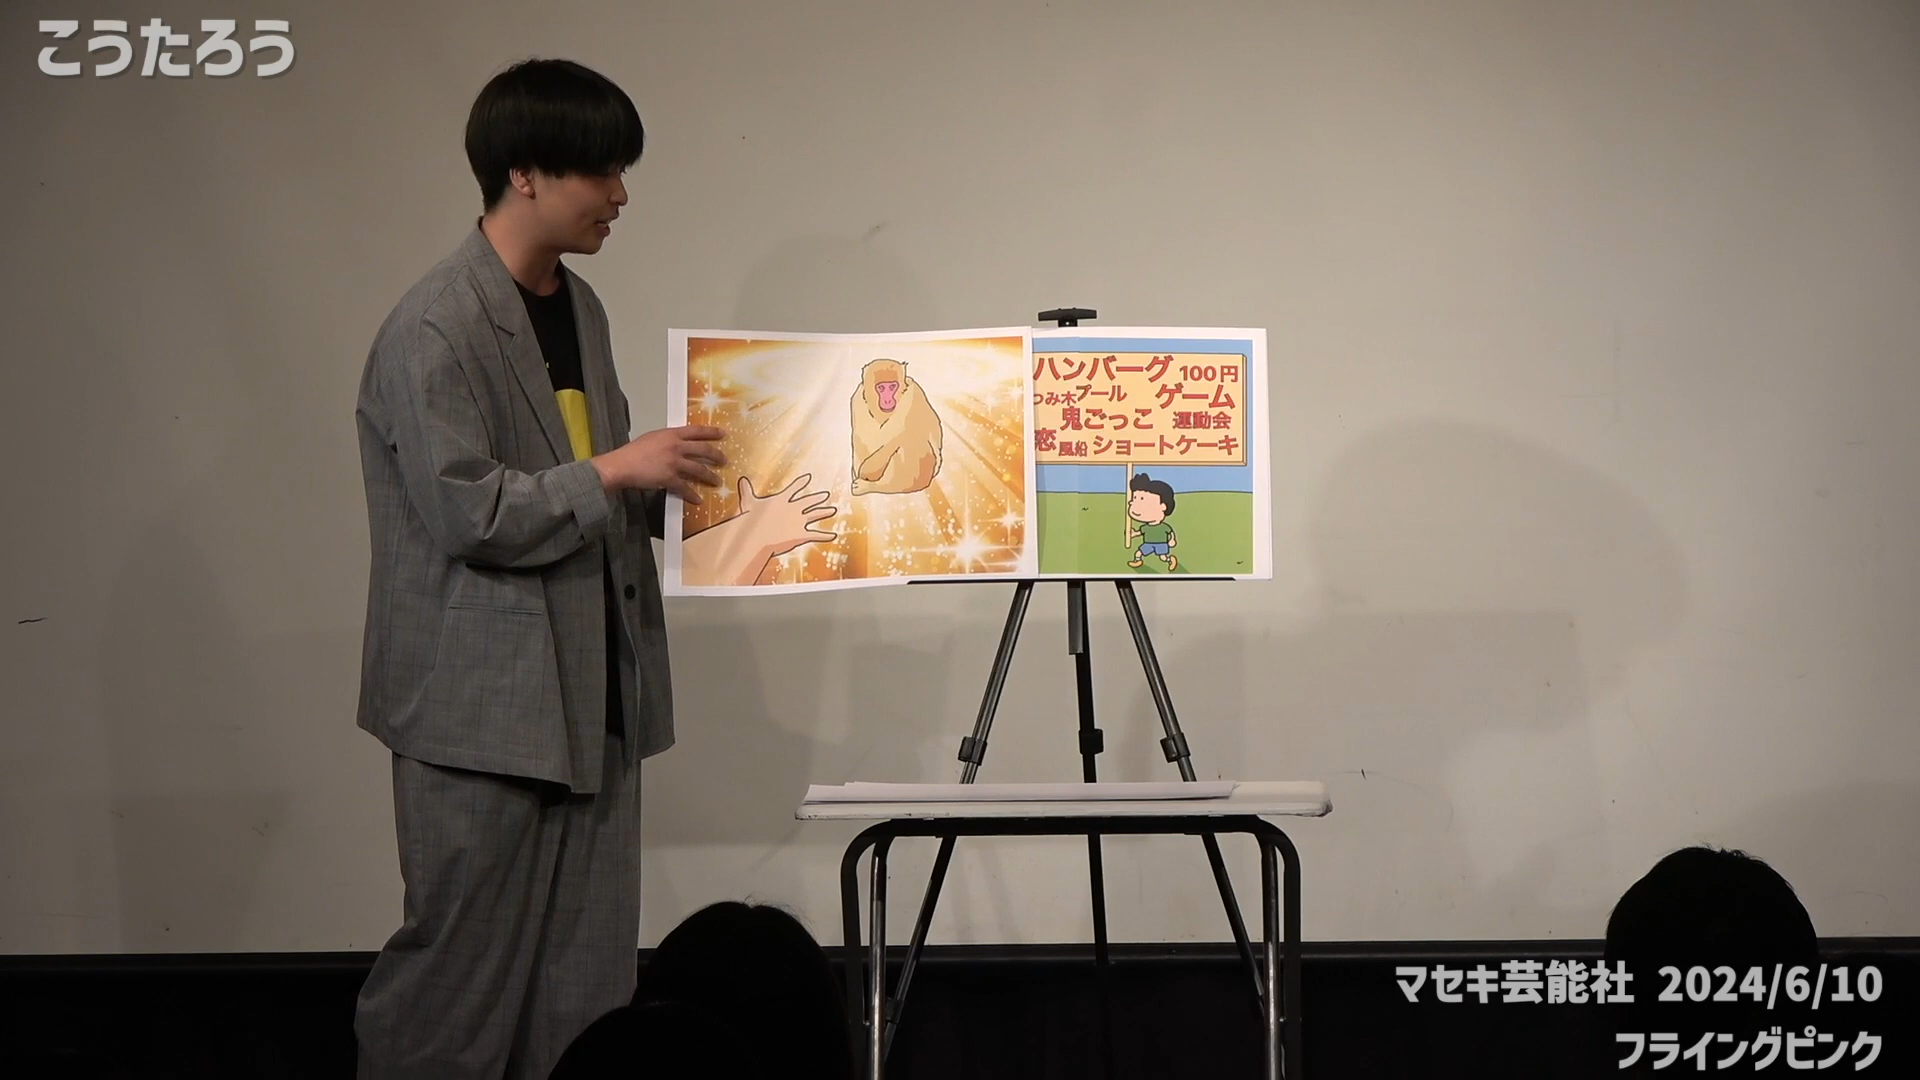 こうたろう
ハンバーグ 100円
つみ木 プール ゲーム
鬼ごっこ 運動会
恋 風船 ショートケーキ
マセキ芸能社 2024/6/10
フライングピンク